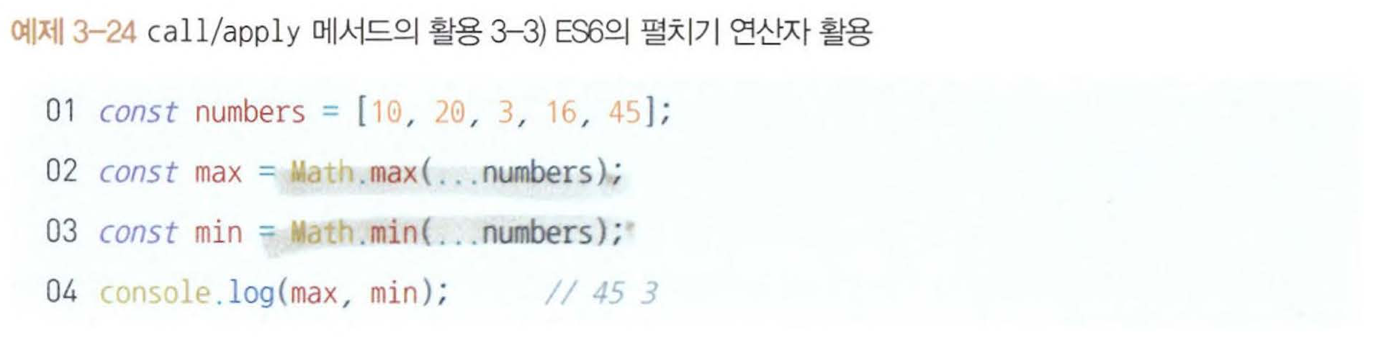 예제 3-24 call/apply 메서드의 활용 3-3) ES6의 펼치기 연산자 활용
01 const numbers = [10, 20, 3, 16, 45];
02 const max = Math.max(...numbers);
03 const min = Math.min(...numbers);
04 console.log(max, min); // 45 3